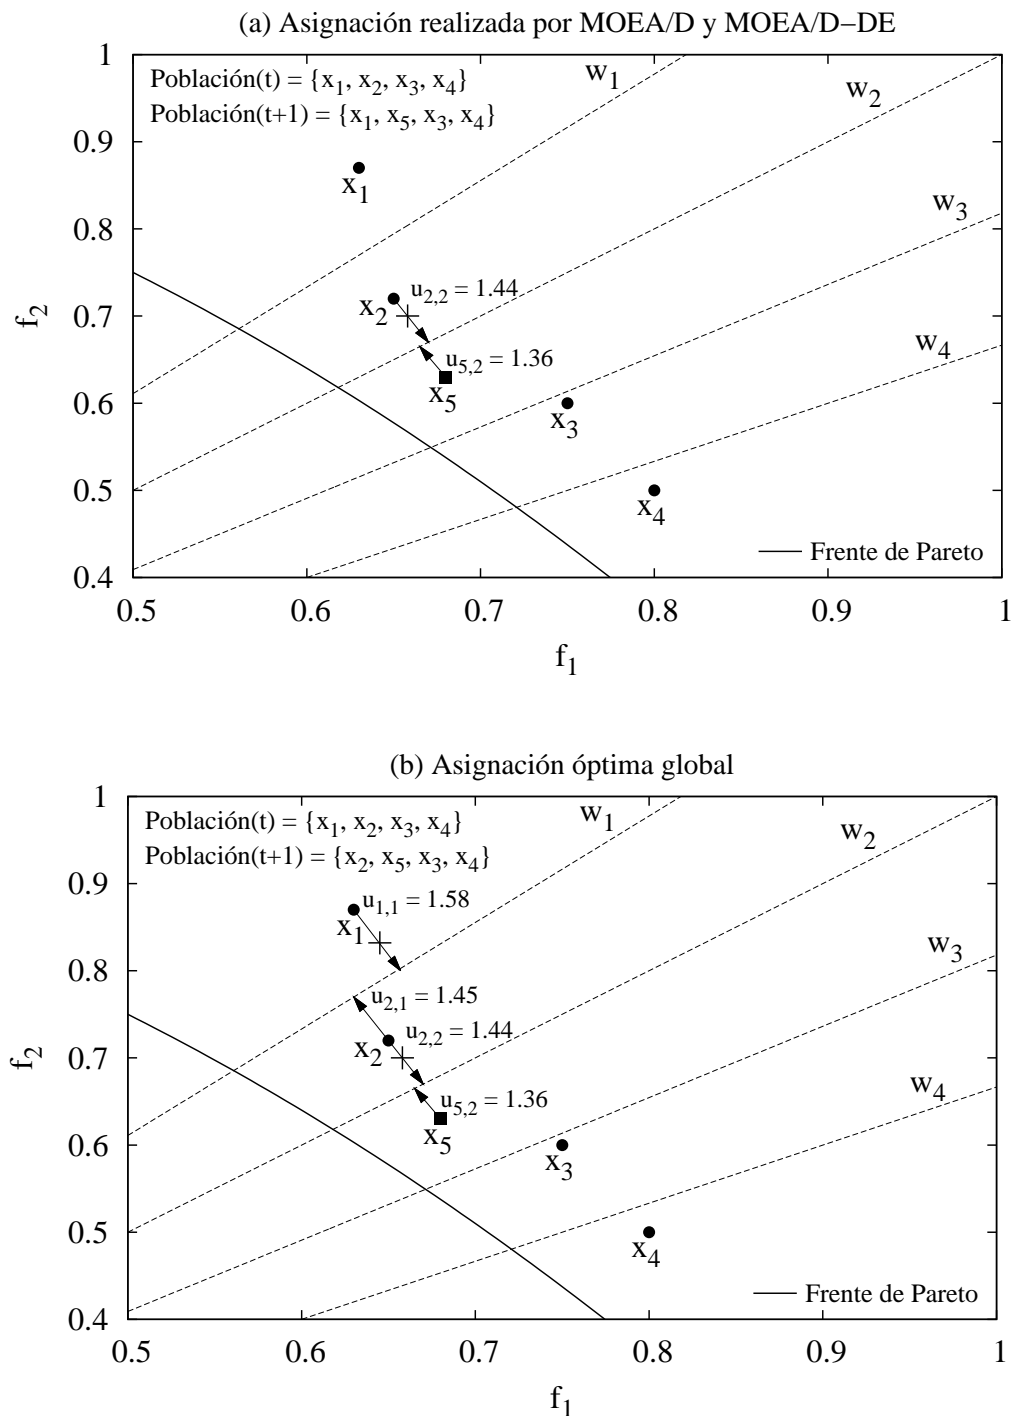 (a) Asignación realizada por MOEA/D y MOEA/D−DE
Población(t) = {x1, x2, x3, x4}
Población(t+1) = {x1, x5, x3, x4}
w1
w2
w3
w4
x1
x2
u2,2 = 1.44
u5,2 = 1.36
x5
x3
x4
Frente de Pareto
1
0.9
0.8
0.7
0.6
0.5
0.4
f2
0.5
0.6
0.7
0.8
0.9
1
f1
(b) Asignación óptima global
Población(t) = {x1, x2, x3, x4}
Población(t+1) = {x2, x5, x3, x4}
w1
w2
w3
w4
u1,1 = 1.58
x1
u2,1 = 1.45
u2,2 = 1.44
x2
u5,2 = 1.36
x5
x3
x4
Frente de Pareto
1
0.9
0.8
0.7
0.6
0.5
0.4
f2
0.5
0.6
0.7
0.8
0.9
1
f1